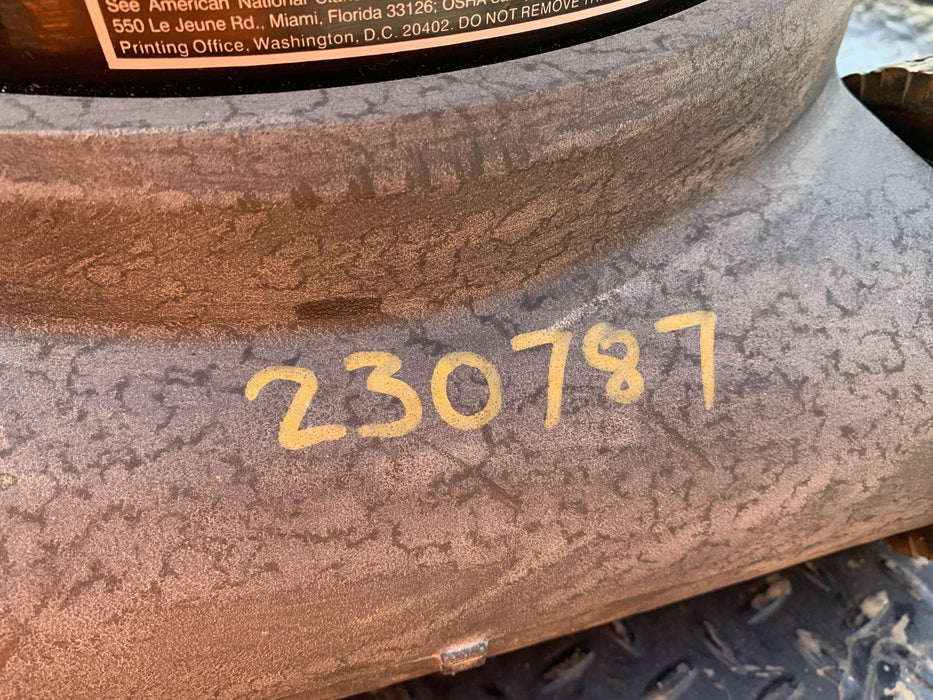 See American National
550 Le Jeune Rd., Miami, Florida 33126; OSHA
Printing Office, Washington, D.C. 20402. DO NOT REMOVE
230787